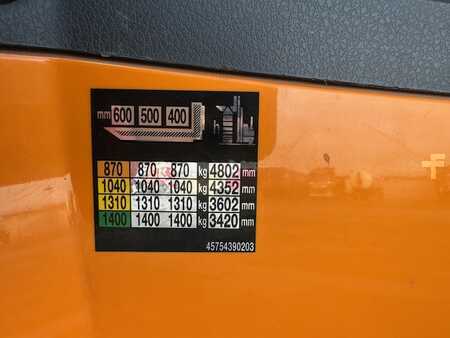 mm 600 500 400
870 870 870 kg 4802 mm
1040 1040 1040 kg 4352 mm
1310 1310 1310 kg 3602 mm
1400 1400 1400 kg 3420 mm
45754390203